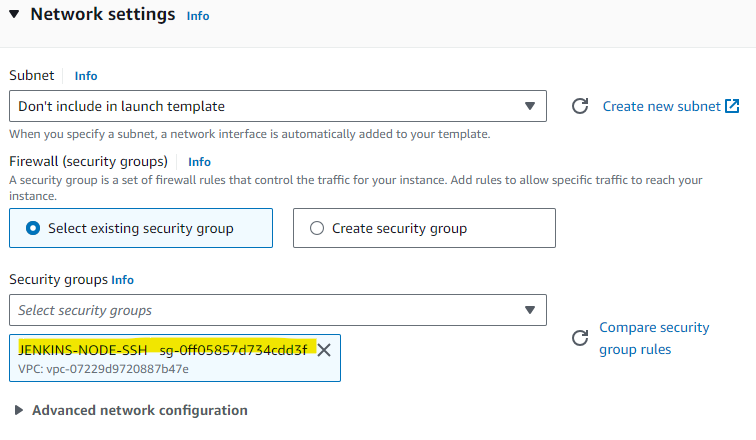 Network settings Info
Subnet Info
Don't include in launch template
Create new subnet
When you specify a subnet, a network interface is automatically added to your template.
Firewall (security groups) Info
A security group is a set of firewall rules that control the traffic for your instance. Add rules to allow specific traffic to reach your
instance.
Select existing security group
Create security group
Security groups Info
Select security groups
Compare security
group rules
JENKINS-NODE-SSH sg-0ff05857d734cdd3f
VPC: vpc-07229d9720887b47e
Advanced network configuration